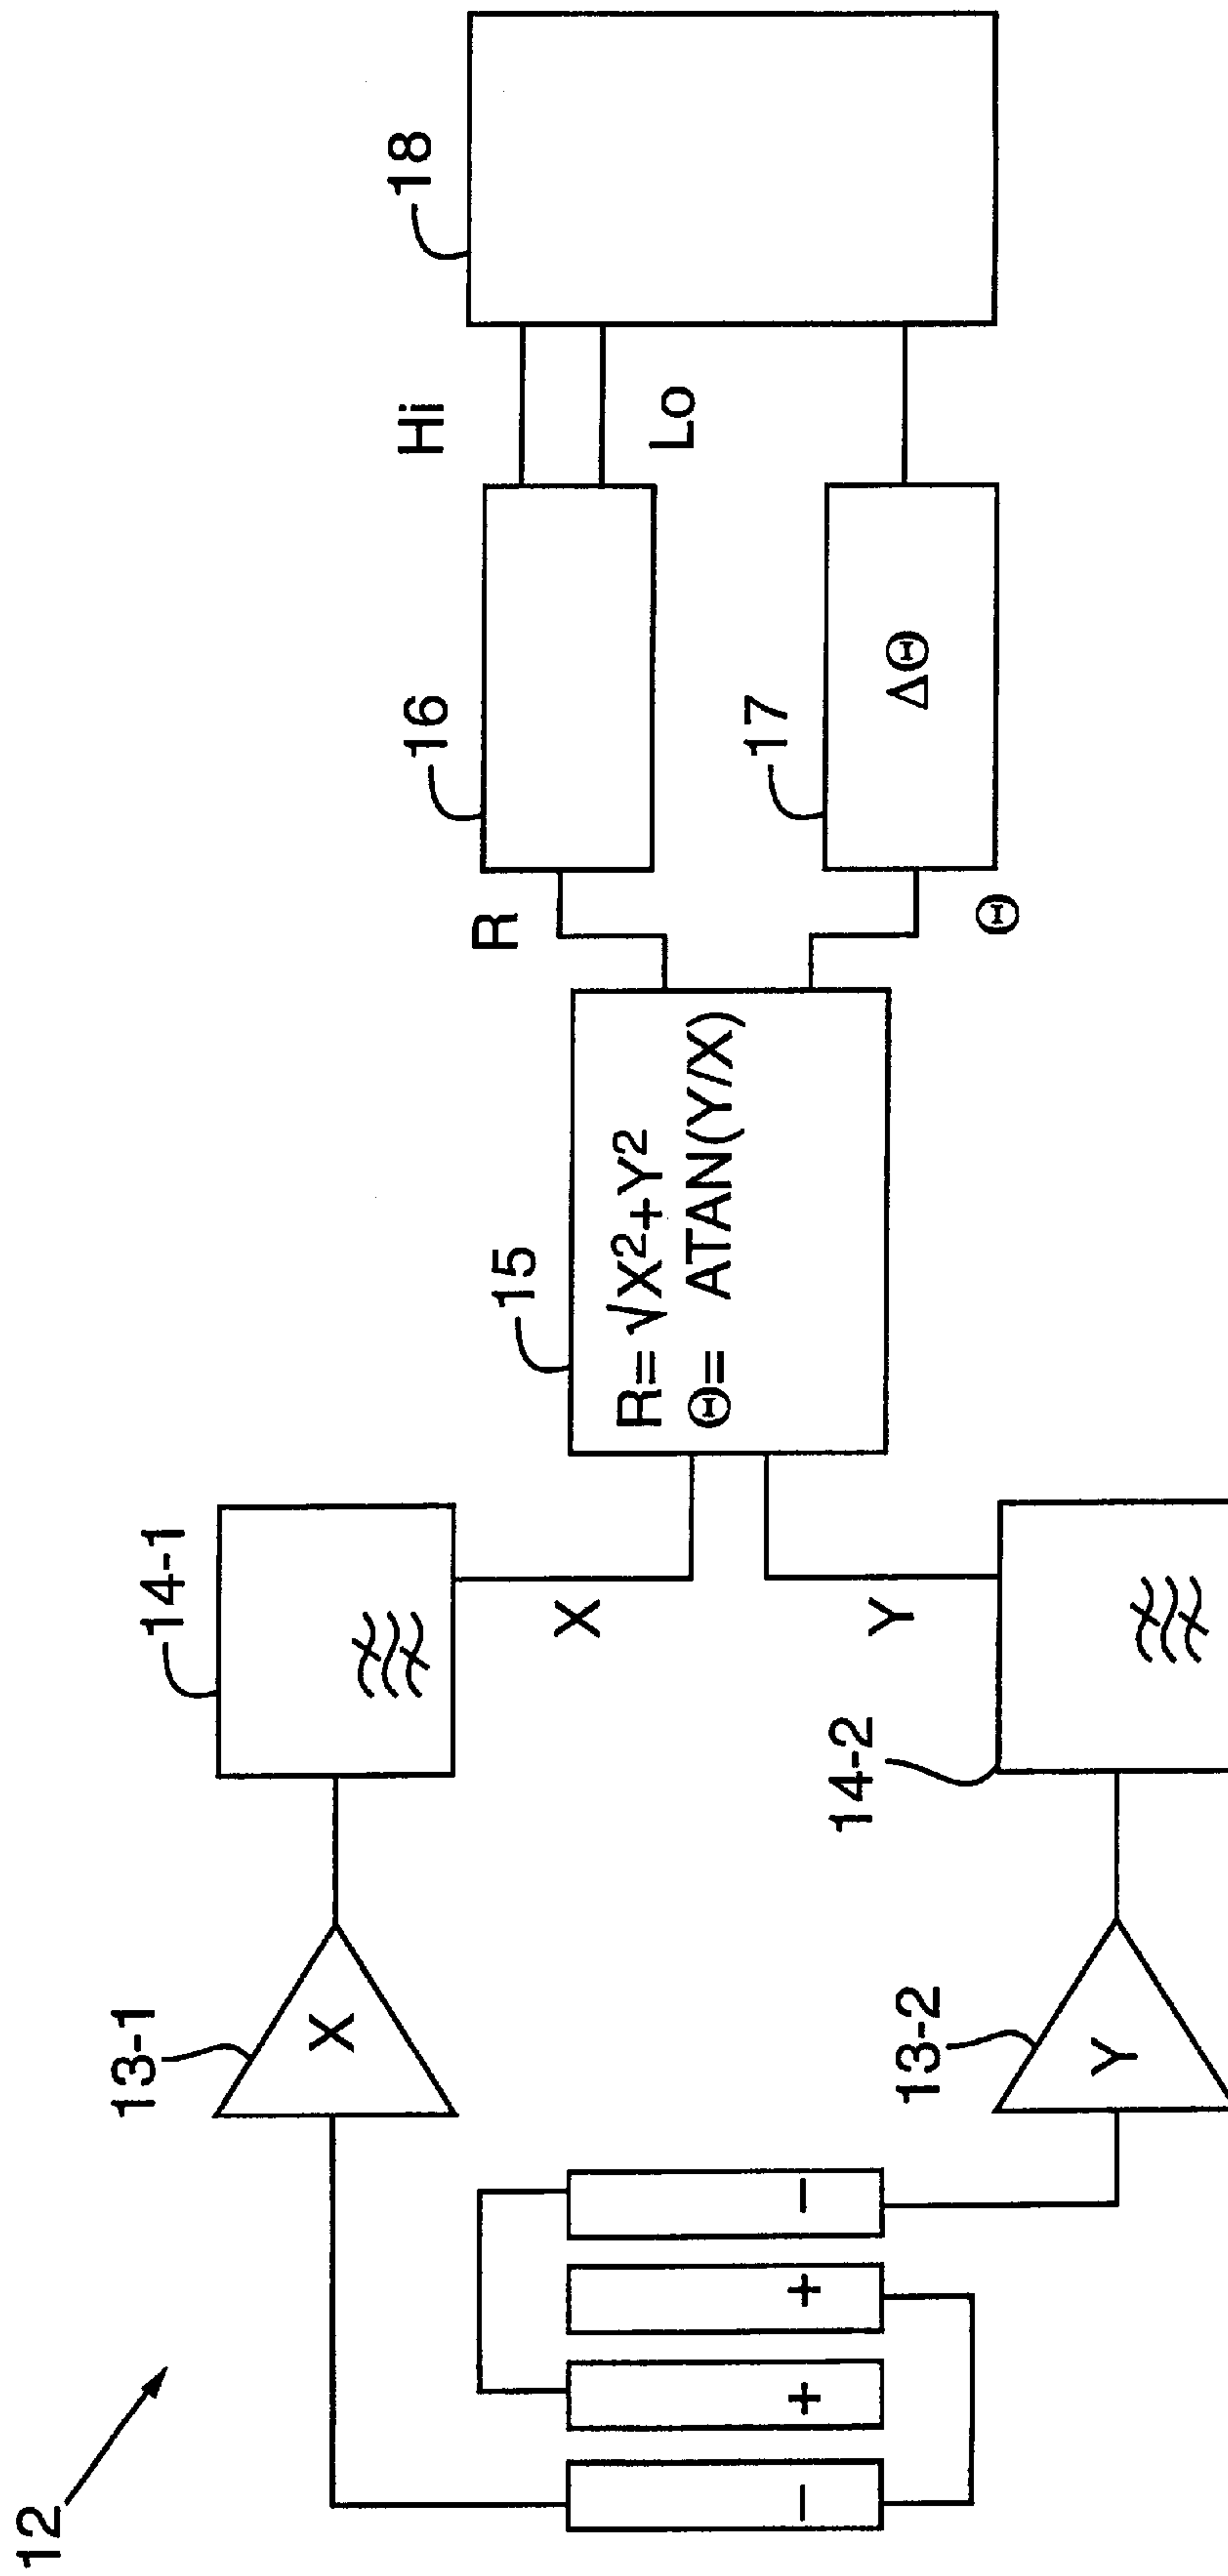 12
13-1
X
14-1
X
13-2
Y
14-2
Y
- + + -
15
R= √X²+Y²
Θ= ATAN(Y/X)
R
Θ
16
17
ΔΘ
Hi
Lo
18